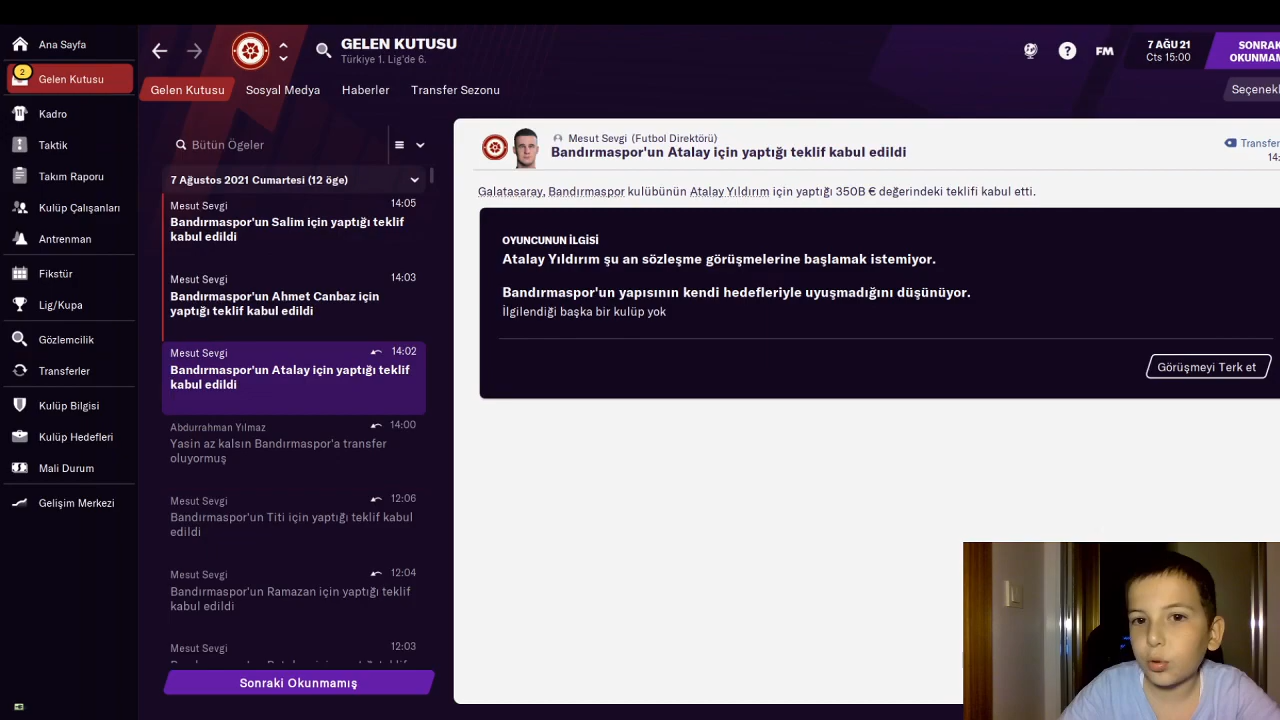 Ana Sayfa
2
Gelen Kutusu
Kadro
Taktik
Takım Raporu
Kulüp Çalışanları
Antrenman
Fikstür
Lig/Kupa
Gözlemcilik
Transferler
Kulüp Bilgisi
Kulüp Hedefleri
Mali Durum
Gelişim Merkezi
GELEN KUTUSU
Türkiye 1. Lig'de 6.
?
FM
7 AĞU 21
Cts 15:00
SONRAK
OKUNMAM
Gelen Kutusu
Sosyal Medya
Haberler
Transfer Sezonu
Seçenekl
Bütün Ögeler
7 Ağustos 2021 Cumartesi (12 öge)
Mesut Sevgi 14:05
Bandırmaspor'un Salim için yaptığı teklif
kabul edildi
Mesut Sevgi 14:03
Bandırmaspor'un Ahmet Canbaz için
yaptığı teklif kabul edildi
Mesut Sevgi 14:02
Bandırmaspor'un Atalay için yaptığı teklif
kabul edildi
Abdurrahman Yılmaz 14:00
Yasin az kalsın Bandırmaspor'a transfer
oluyormuş
Mesut Sevgi 12:06
Bandırmaspor'un Titi için yaptığı teklif kabul
edildi
Mesut Sevgi 12:04
Bandırmaspor'un Ramazan için yaptığı teklif
kabul edildi
Mesut Sevgi 12:03
Sonraki Okunmamış
Mesut Sevgi (Futbol Direktörü)
Bandırmaspor'un Atalay için yaptığı teklif kabul edildi
Transfer
14:
Galatasaray, Bandırmaspor kulübünün Atalay Yıldırım için yaptığı 350B € değerindeki teklifi kabul etti.
OYUNCUNUN İLGİSİ
Atalay Yıldırım şu an sözleşme görüşmelerine başlamak istemiyor.
Bandırmaspor'un yapısının kendi hedefleriyle uyuşmadığını düşünüyor.
İlgilendiği başka bir kulüp yok
Görüşmeyi Terk et